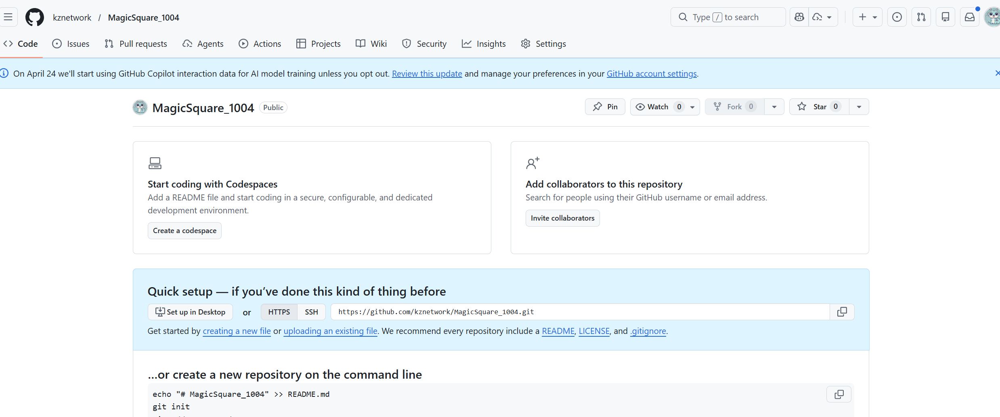 kznetwork / MagicSquare_1004
Type / to search
Code Issues Pull requests Agents Actions Projects Wiki Security Insights Settings
On April 24 we'll start using GitHub Copilot interaction data for AI model training unless you opt out. Review this update and manage your preferences in your GitHub account settings.
MagicSquare_1004 Public
Pin Watch 0 Fork 0 Star 0
Start coding with Codespaces
Add a README file and start coding in a secure, configurable, and dedicated
development environment.
Create a codespace
Add collaborators to this repository
Search for people using their GitHub username or email address.
Invite collaborators
Quick setup — if you’ve done this kind of thing before
Set up in Desktop or HTTPS SSH https://github.com/kznetwork/MagicSquare_1004.git
Get started by creating a new file or uploading an existing file. We recommend every repository include a README, LICENSE, and .gitignore.
…or create a new repository on the command line
echo "# MagicSquare_1004" >> README.md
git init